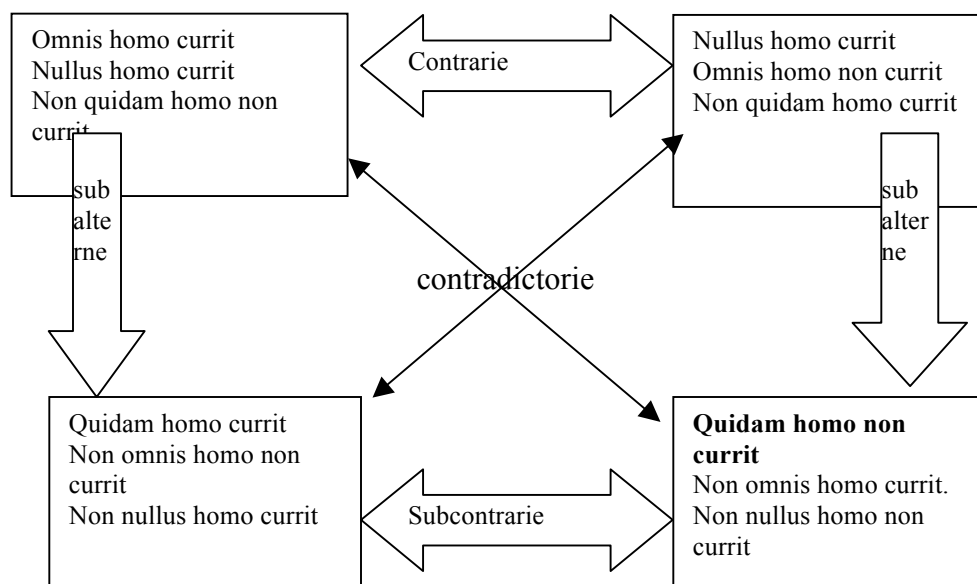 Omnis homo currit
Nullus homo currit
Non quidam homo non
currit
Contrarie
Nullus homo currit
Omnis homo non currit
Non quidam homo currit
sub
alte
rne
sub
alter
ne
contradictorie
Quidam homo currit
Non omnis homo non
currit
Non nullus homo currit
Subcontrarie
Quidam homo non
currit
Non omnis homo currit.
Non nullus homo non
currit